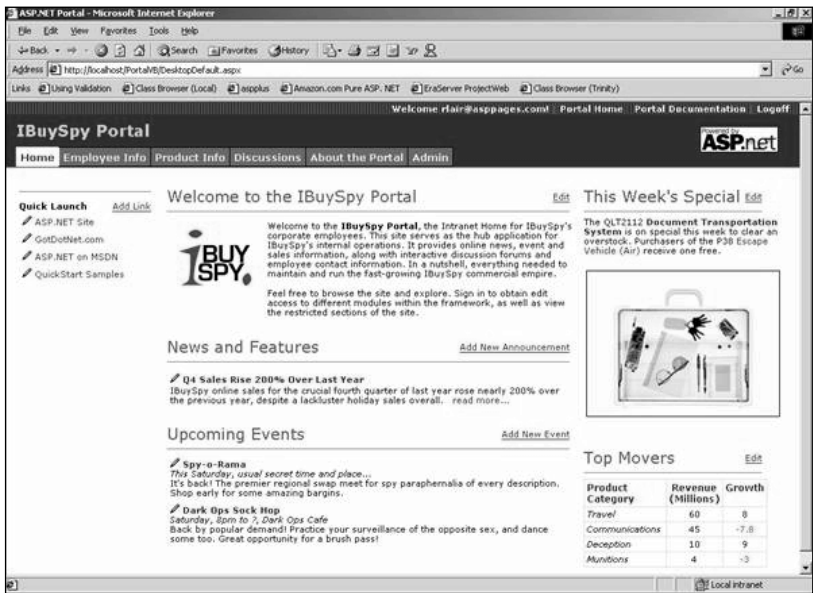 ASP.NET Portal - Microsoft Internet Explorer
File Edit View Favorites Tools Help
Back Search Favorites History
Address http://localhost/PortalVB/DesktopDefault.aspx Go
Links Using Validation Class Browser (Local) aspplus Amazon.com Pure ASP. NET EraServer ProjectWeb Class Browser (Trinity)
Welcome rlair@asppages.com! | Portal Home | Portal Documentation | Logoff
IBuySpy Portal
Powered by
ASP.net
Home Employee Info Product Info Discussions About the Portal Admin
Quick Launch Add Link
ASP.NET Site
GotDotNet.com
ASP.NET on MSDN
QuickStart Samples
Welcome to the IBuySpy Portal Edit
I BUY
SPY.
Welcome to the IBuySpy Portal, the Intranet Home for IBuySpy's
corporate employees. This site serves as the hub application for
IBuySpy's internal operations. It provides online news, event and
sales information, along with interactive discussion forums and
employee contact information. In a nutshell, everything needed to
maintain and run the fast-growing IBuySpy commercial empire.
Feel free to browse the site and explore. Sign in to obtain edit
access to different modules within the framework, as well as view
the restricted sections of the site.
News and Features Add New Announcement
Q4 Sales Rise 200% Over Last Year
IBuySpy online sales for the crucial fourth quarter of last year rose nearly 200% over
the previous year, despite a lackluster holiday sales overall. read more...
Upcoming Events Add New Event
Spy-o-Rama
This Saturday, usual secret time and place...
It's back! The premier regional swap meet for spy paraphernalia of every description.
Shop early for some amazing bargins.
Dark Ops Sock Hop
Saturday, 8pm to ?, Dark Ops Cafe
Back by popular demand! Practice your surveillance of the opposite sex, and dance
some too. Great opportunity for a brush pass!
This Week's Special Edit
The QLT2112 Document Transportation
System is on special this week to clear an
overstock. Purchasers of the P38 Escape
Vehicle (Air) receive one free.
Top Movers Edit
Product Category Revenue (Millions) Growth
Travel 60 8
Communications 45 -7.8
Deception 10 9
Munitions 4 -3
Local intranet